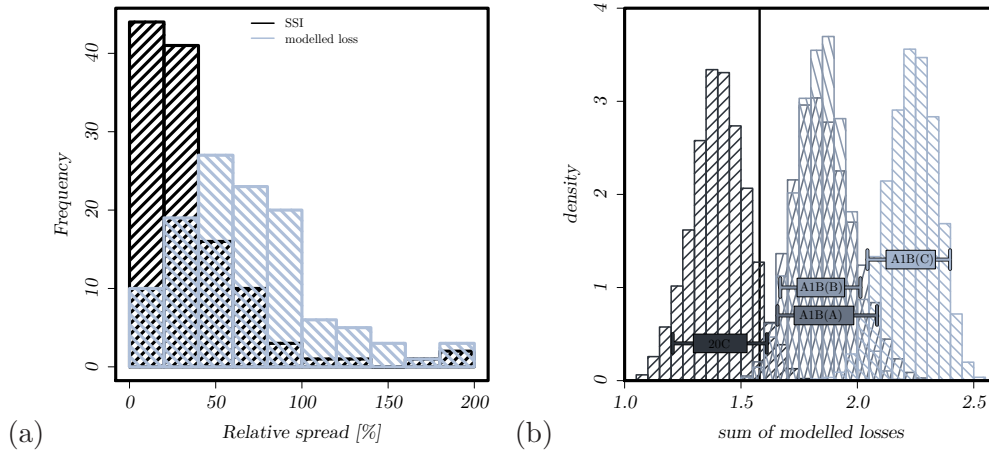 SSI
modelled loss
Frequency
0 10 20 30 40
0 50 100 150 200
Relative spread [%]
(a)
density
0 1 2 3 4
A1B(C)
A1B(B)
A1B(A)
20C
1.0 1.5 2.0 2.5
sum of modelled losses
(b)